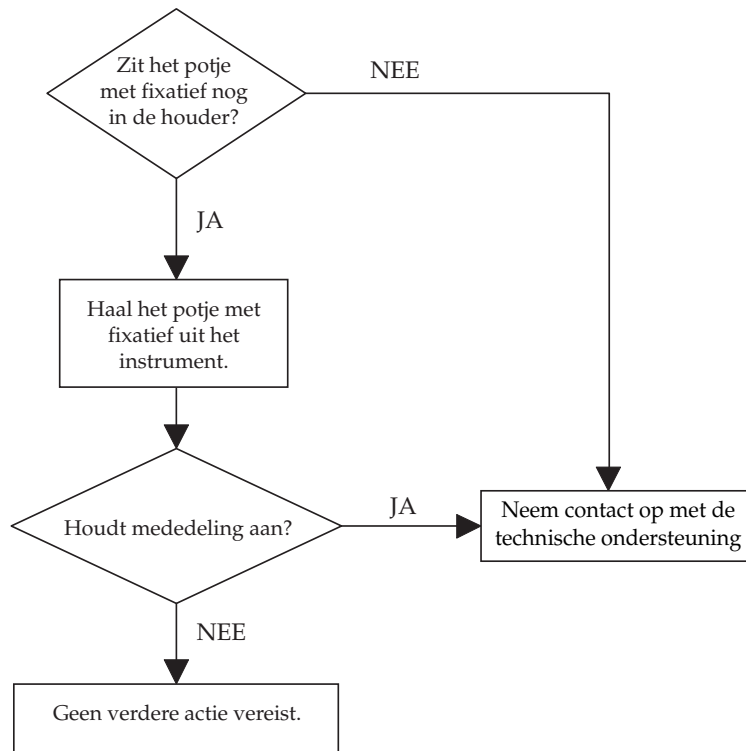 Zit het potje
met fixatief nog
in de houder?
NEE
JA
Haal het potje met
fixatief uit het
instrument.
Houdt mededeling aan?
JA
Neem contact op met de
technische ondersteuning
NEE
Geen verdere actie vereist.